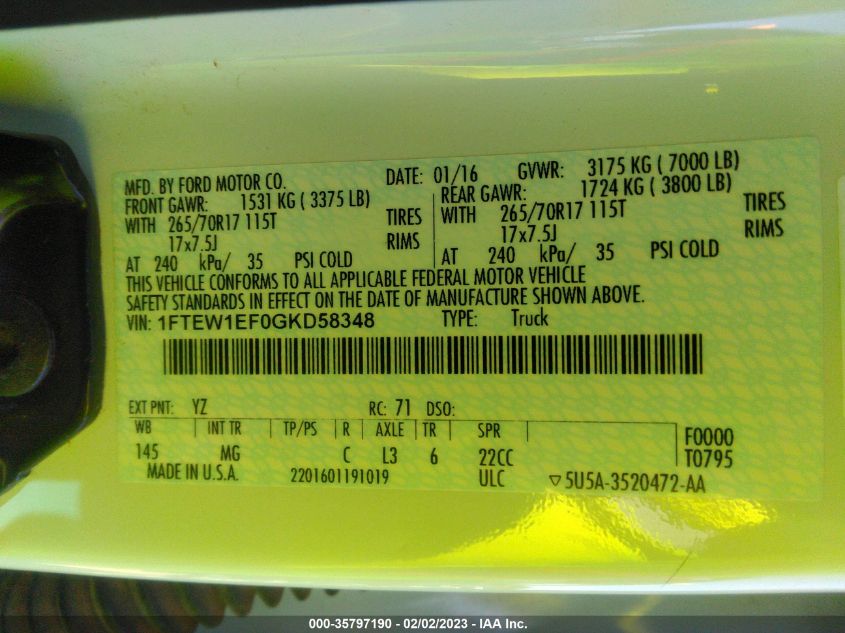 MFD. BY FORD MOTOR CO. DATE: 01/16 GVWR: 3175 KG ( 7000 LB)
FRONT GAWR: 1531 KG ( 3375 LB) REAR GAWR: 1724 KG ( 3800 LB)
WITH 265/70R17 115T TIRES WITH 265/70R17 115T TIRES
17x7.5J RIMS 17x7.5J RIMS
AT 240 kPa/ 35 PSI COLD AT 240 kPa/ 35 PSI COLD
THIS VEHICLE CONFORMS TO ALL APPLICABLE FEDERAL MOTOR VEHICLE
SAFETY STANDARDS IN EFFECT ON THE DATE OF MANUFACTURE SHOWN ABOVE.
VIN: 1FTEW1EF0GKD58348 TYPE: Truck
EXT PNT: YZ RC: 71 DSO:
WB INT TR TP/PS R AXLE TR SPR F0000
145 MG C L3 6 22CC T0795
MADE IN U.S.A. 2201601191019 ULC ▽5U5A-3520472-AA
000-35797190 - 02/02/2023 - IAA Inc.